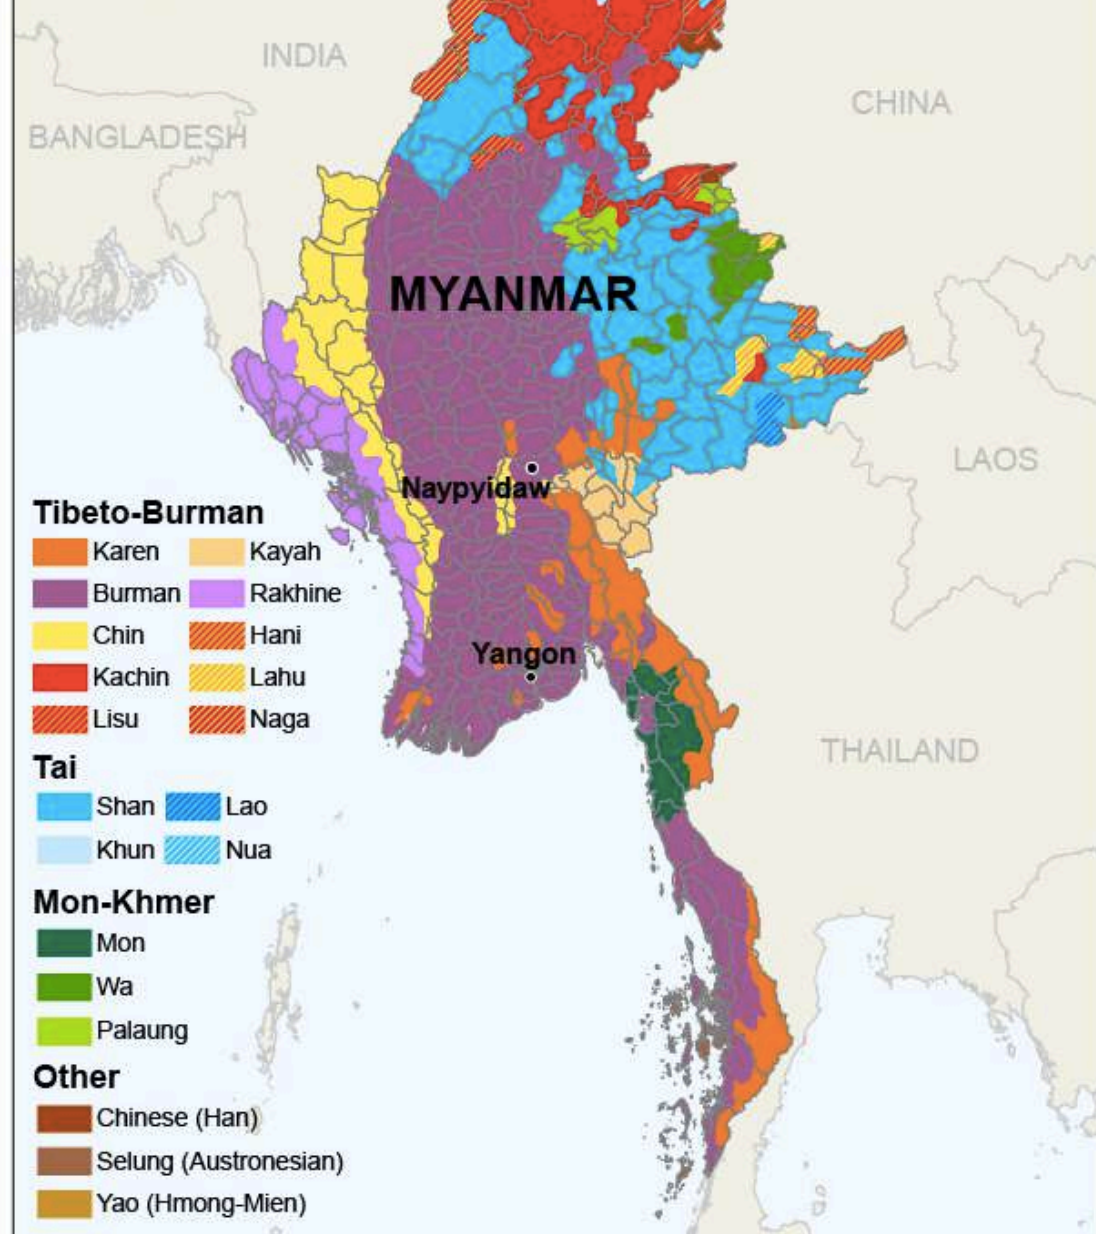 INDIA
CHINA
BANGLADESH
MYANMAR
LAOS
Naypyidaw
Tibeto-Burman
Karen Kayah
Burman Rakhine
Chin Hani
Kachin Lahu
Lisu Naga
Yangon
THAILAND
Tai
Shan Lao
Khun Nua
Mon-Khmer
Mon
Wa
Palaung
Other
Chinese (Han)
Selung (Austronesian)
Yao (Hmong-Mien)